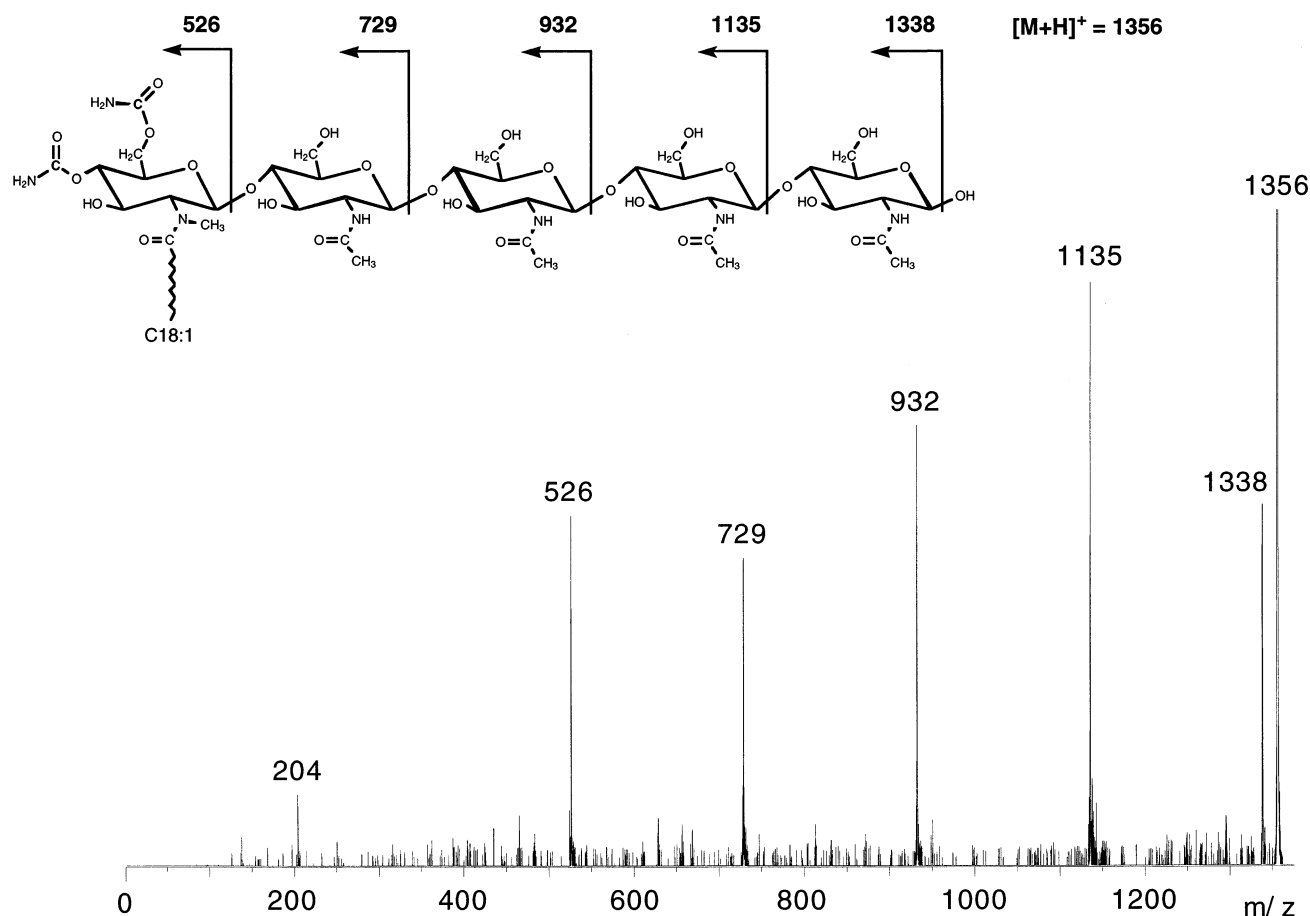 526 729 932 1135 1338 [M+H]+ = 1356
O
H₂N C
O
O
H₂C OH H₂C OH H₂C OH H₂C OH H₂C
H₂N C O O O O O O O O O O OH
HO HO HO HO HO
N CH₃ NH NH NH NH
O C O C O C O C O C
CH₃ CH₃ CH₃ CH₃
C18:1
1356
1135
932
1338
526
729
204
0 200 400 600 800 1000 1200 m/ z